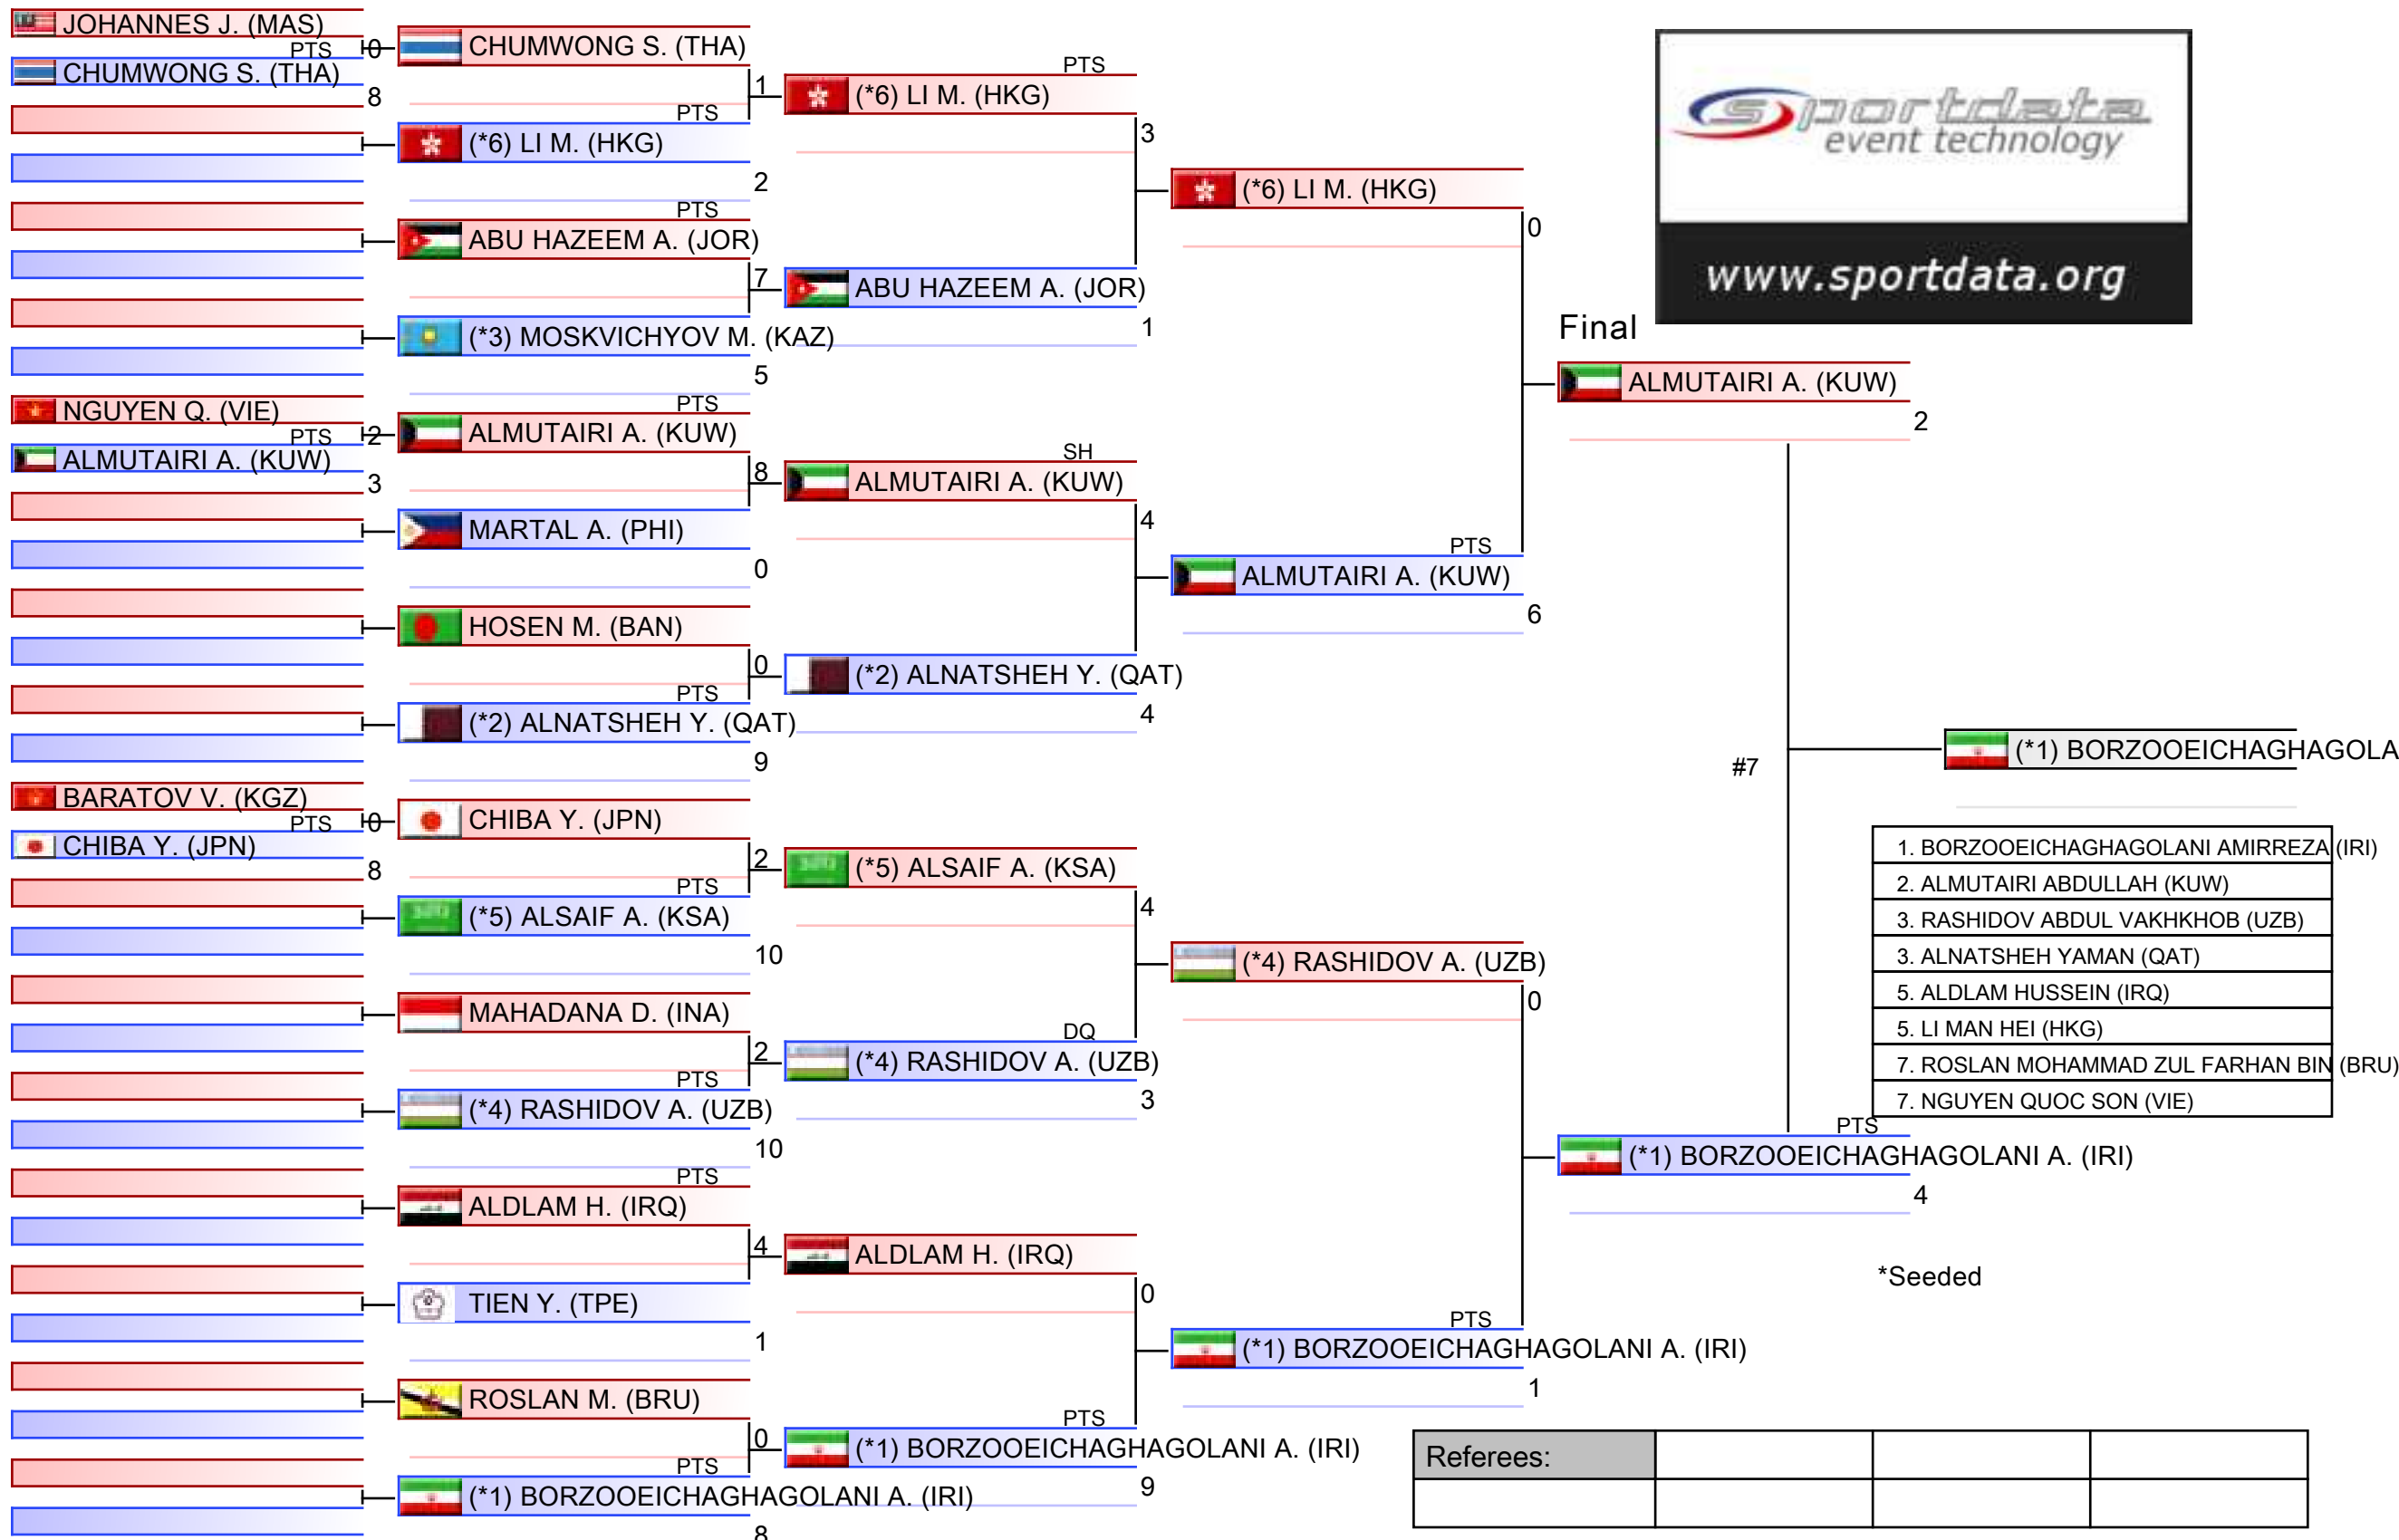 JOHANNES J. (MAS)
PTS 0
CHUMWONG S. (THA)
8
NGUYEN Q. (VIE)
PTS 2
ALMUTAIRI A. (KUW)
3
BARATOV V. (KGZ)
PTS 0
CHIBA Y. (JPN)
8
CHUMWONG S. (THA)
1
PTS
(*6) LI M. (HKG)
2
PTS
ABU HAZEEM A. (JOR)
7
(*3) MOSKVICHYOV M. (KAZ)
5
PTS
ALMUTAIRI A. (KUW)
8
MARTAL A. (PHI)
0
HOSEN M. (BAN)
0
PTS
(*2) ALNATSHEH Y. (QAT)
9
CHIBA Y. (JPN)
2
PTS
(*5) ALSAIF A. (KSA)
10
MAHADANA D. (INA)
2
PTS
(*4) RASHIDOV A. (UZB)
10
PTS
ALDLAM H. (IRQ)
4
TIEN Y. (TPE)
1
ROSLAN M. (BRU)
0
PTS
(*1) BORZOOEICHAGHAGOLANI A. (IRI)
8
PTS
(*6) LI M. (HKG)
3
ABU HAZEEM A. (JOR)
1
SH
ALMUTAIRI A. (KUW)
4
(*2) ALNATSHEH Y. (QAT)
4
(*5) ALSAIF A. (KSA)
4
DQ
(*4) RASHIDOV A. (UZB)
3
ALDLAM H. (IRQ)
0
PTS
(*1) BORZOOEICHAGHAGOLANI A. (IRI)
9
(*6) LI M. (HKG)
0
PTS
ALMUTAIRI A. (KUW)
6
(*4) RASHIDOV A. (UZB)
0
PTS
(*1) BORZOOEICHAGHAGOLANI A. (IRI)
1
sportdata
event technology
www.sportdata.org
Final
ALMUTAIRI A. (KUW)
2
#7
PTS
(*1) BORZOOEICHAGHAGOLANI A. (IRI)
4
(*1) BORZOOEICHAGHAGOLA
1. BORZOOEICHAGHAGOLANI AMIRREZA (IRI)
2. ALMUTAIRI ABDULLAH (KUW)
3. RASHIDOV ABDUL VAKHKHOB (UZB)
3. ALNATSHEH YAMAN (QAT)
5. ALDLAM HUSSEIN (IRQ)
5. LI MAN HEI (HKG)
7. ROSLAN MOHAMMAD ZUL FARHAN BIN (BRU)
7. NGUYEN QUOC SON (VIE)
*Seeded
Referees: